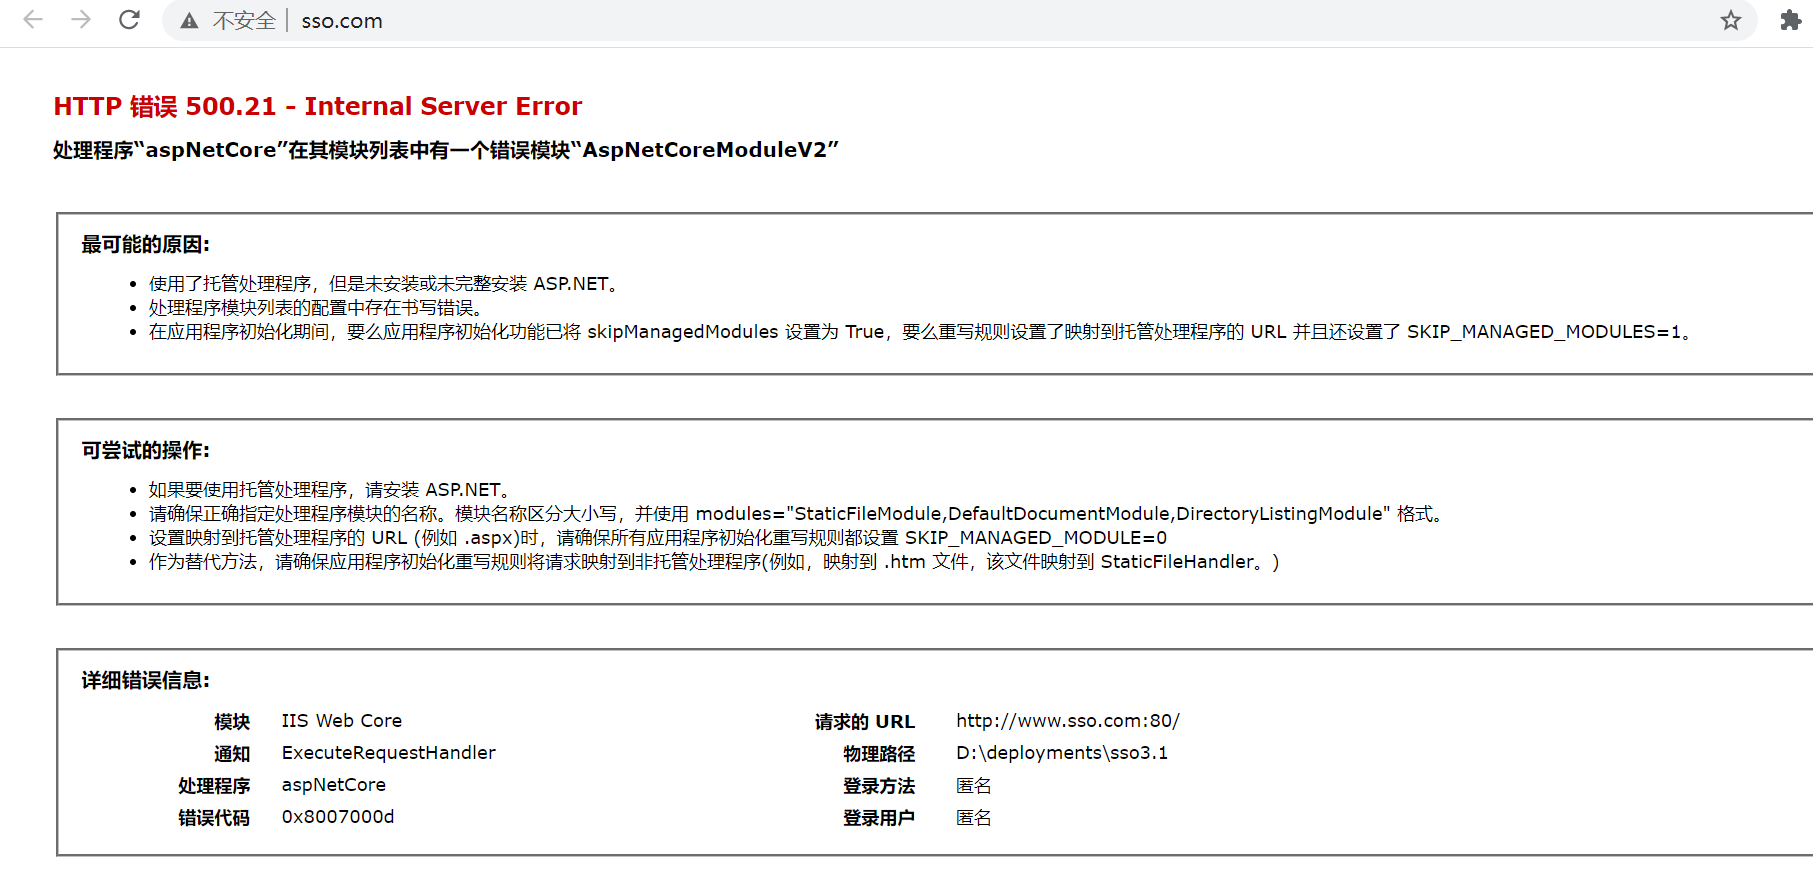 不安全 sso.com
HTTP 错误 500.21 - Internal Server Error
处理程序“aspNetCore”在其模块列表中有一个错误模块“AspNetCoreModuleV2”
最可能的原因:
使用了托管处理程序，但是未安装或未完整安装 ASP.NET。
处理程序模块列表的配置中存在书写错误。
在应用程序初始化期间，要么应用程序初始化功能已将 skipManagedModules 设置为 True，要么重写规则设置了映射到托管处理程序的 URL 并且还设置了 SKIP_MANAGED_MODULES=1。
可尝试的操作:
如果要使用托管处理程序，请安装 ASP.NET。
请确保正确指定处理程序模块的名称。模块名称区分大小写，并使用 modules="StaticFileModule,DefaultDocumentModule,DirectoryListingModule" 格式。
设置映射到托管处理程序的 URL (例如 .aspx)时，请确保所有应用程序初始化重写规则都设置 SKIP_MANAGED_MODULE=0
作为替代方法，请确保应用程序初始化重写规则将请求映射到非托管处理程序(例如，映射到 .htm 文件，该文件映射到 StaticFileHandler。)
详细错误信息:
模块 IIS Web Core 请求的 URL http://www.sso.com:80/
通知 ExecuteRequestHandler 物理路径 D:\deployments\sso3.1
处理程序 aspNetCore 登录方法 匿名
错误代码 0x8007000d 登录用户 匿名